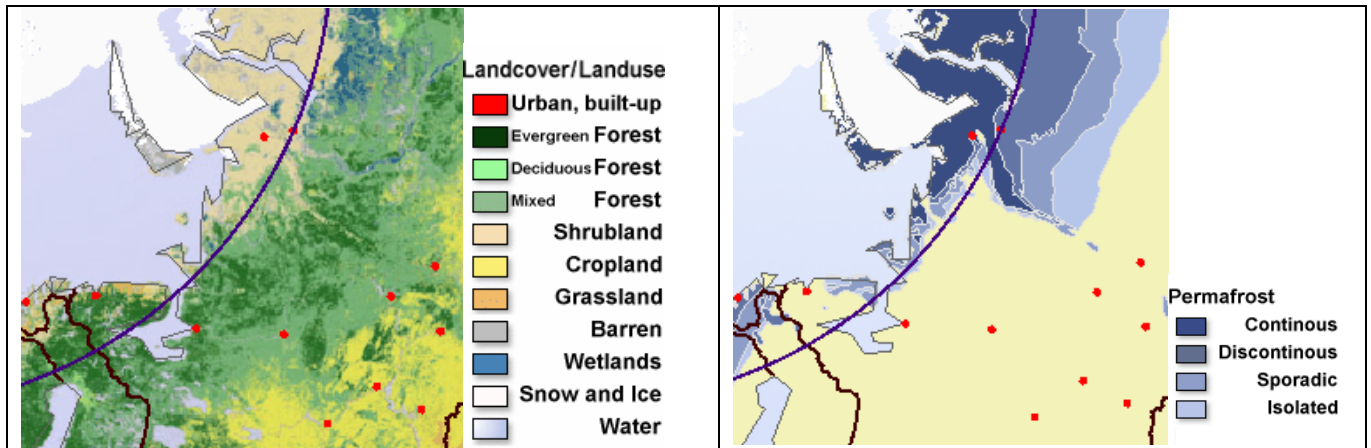 Landcover/Landuse
Urban, built-up
Evergreen Forest
Deciduous Forest
Mixed Forest
Shrubland
Cropland
Grassland
Barren
Wetlands
Snow and Ice
Water
Permafrost
Continous
Discontinous
Sporadic
Isolated